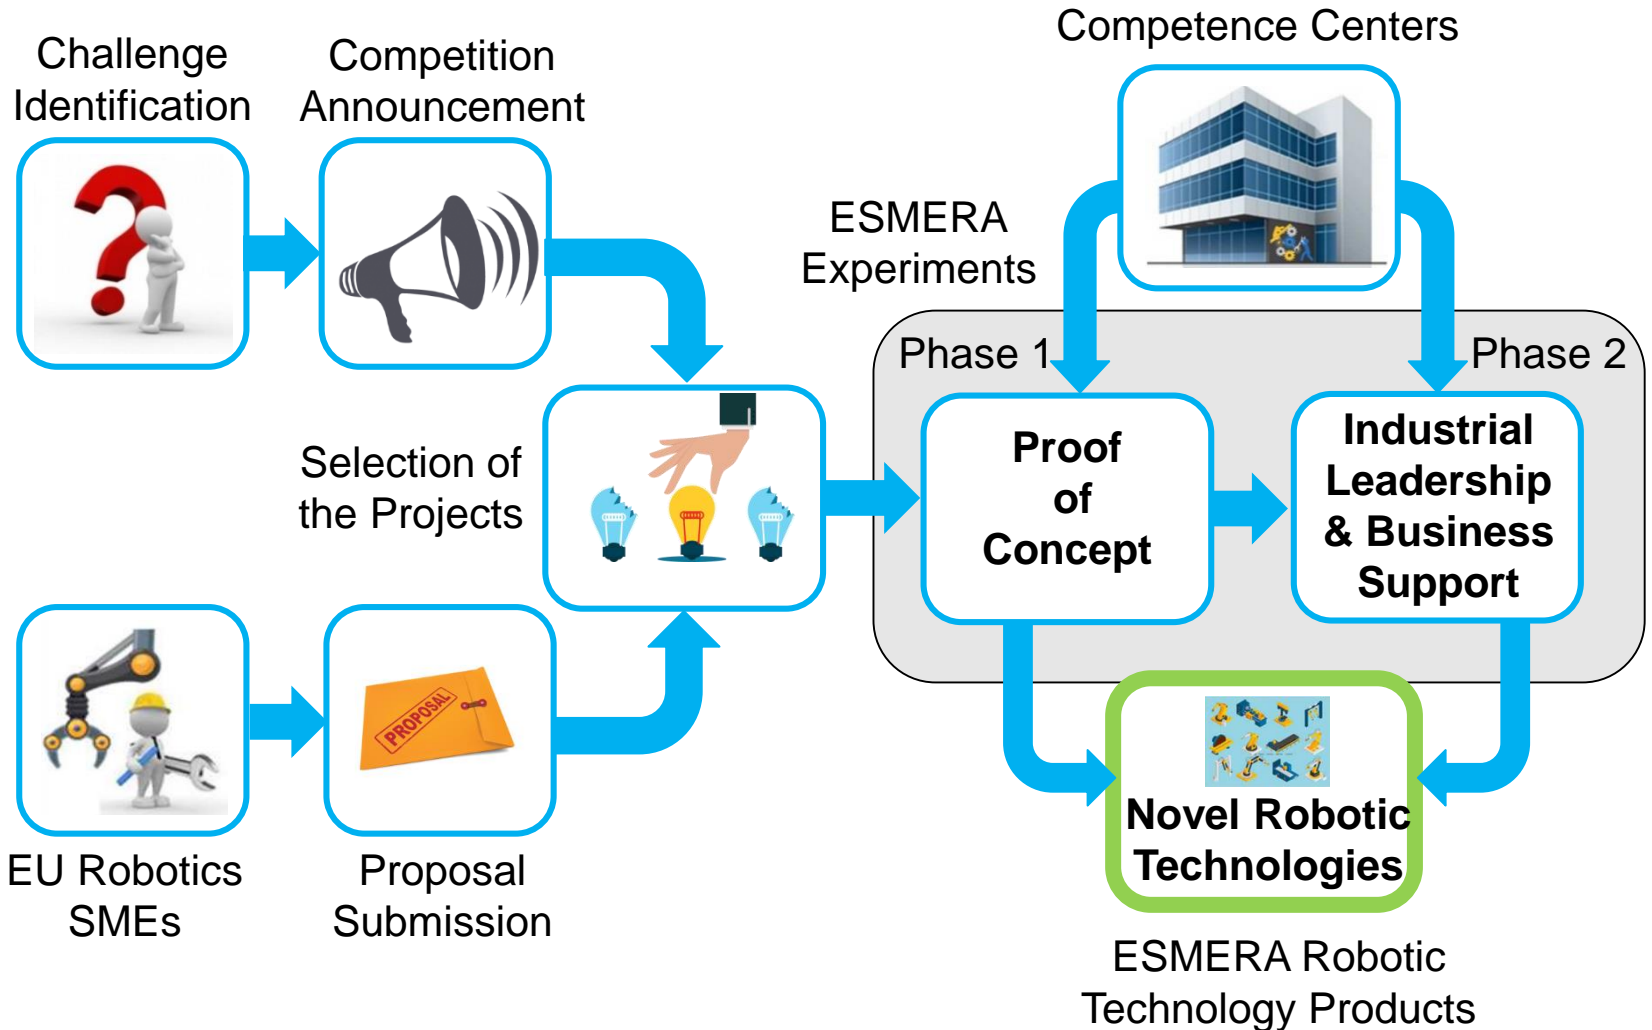 Challenge
Identification
Competition
Announcement
Competence Centers
ESMERA
Experiments
Phase 1
Phase 2
Selection of
the Projects
Proof
of
Concept
Industrial
Leadership
& Business
Support
PROPOSAL
EU Robotics
SMEs
Proposal
Submission
Novel Robotic
Technologies
ESMERA Robotic
Technology Products